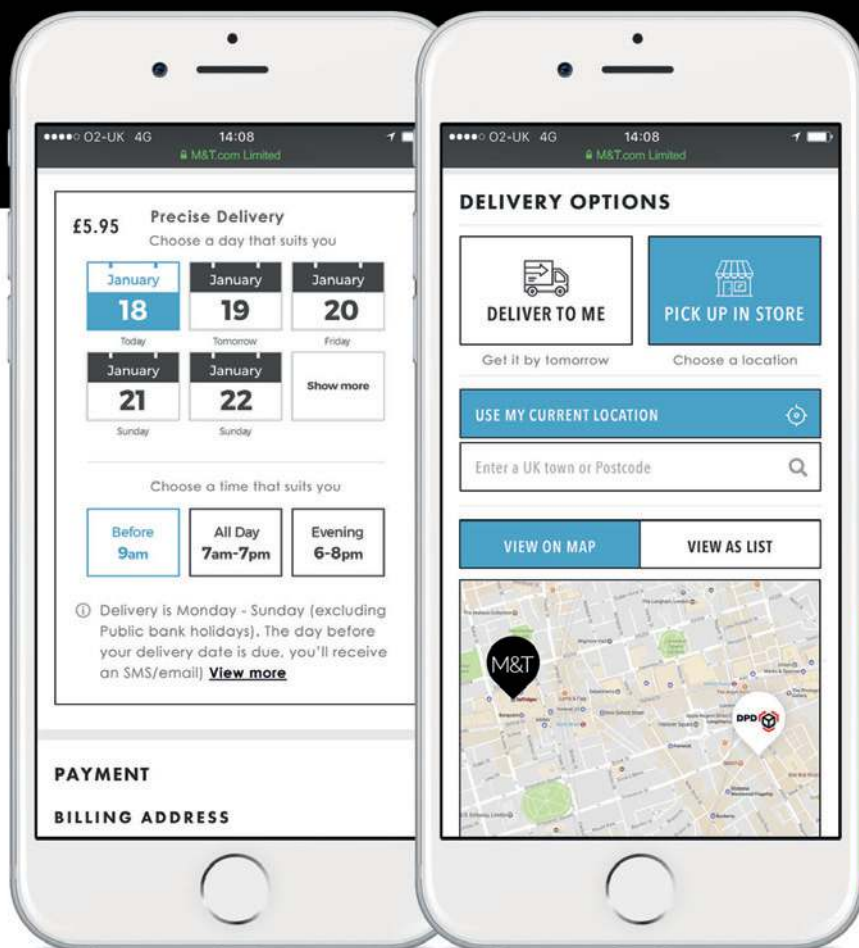 O2-UK 4G 14:08
M&T.com Limited
£5.95
Precise Delivery
Choose a day that suits you
January January January
18 19 20
Today Tomorrow Friday
January January
21 22
Show more
Sunday Sunday
Choose a time that suits you
Before All Day Evening
9am 7am-7pm 6-8pm
Delivery is Monday - Sunday (excluding
Public bank holidays). The day before
your delivery date is due, you'll receive
an SMS/email) View more
PAYMENT
BILLING ADDRESS
O2-UK 4G 14:08
M&T.com Limited
DELIVERY OPTIONS
DELIVER TO ME PICK UP IN STORE
Get it by tomorrow Choose a location
USE MY CURRENT LOCATION
Enter a UK town or Postcode
VIEW ON MAP VIEW AS LIST
M&T
DPD